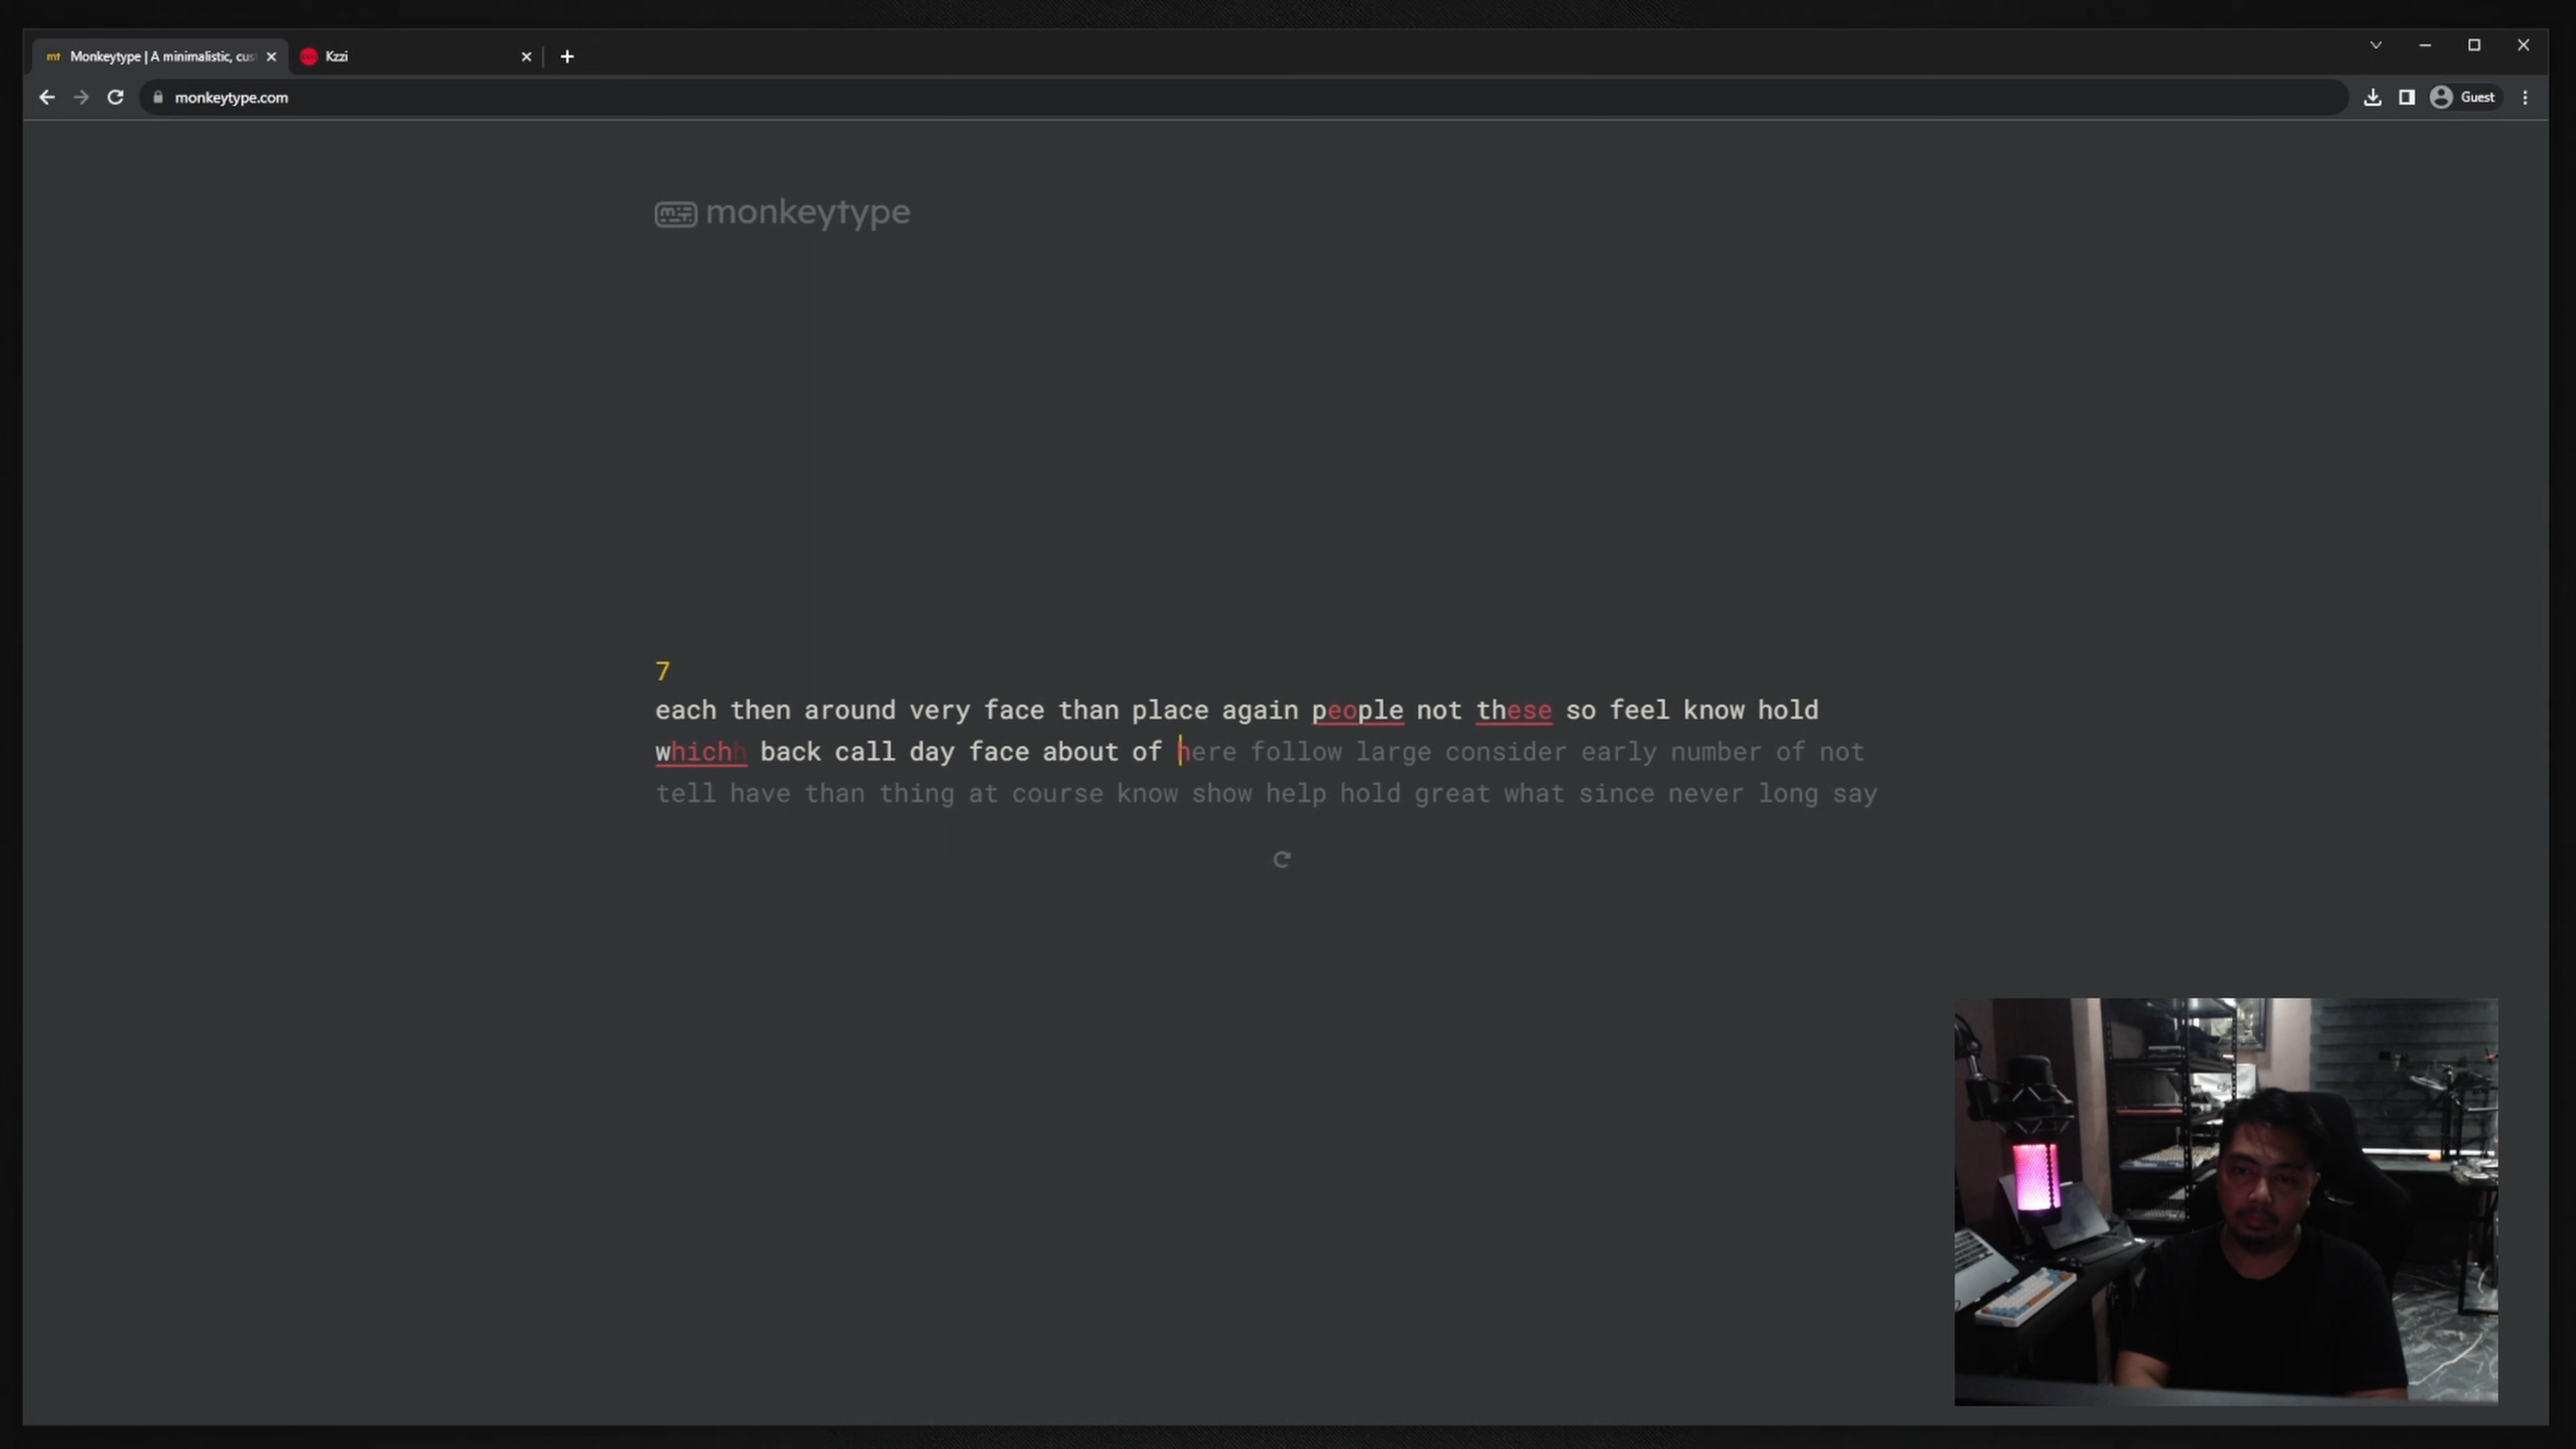 mt Monkeytype | A minimalistic, cus
Kzzi
monkeytype.com
Guest
monkeytype
7
each then around very face than place again people not these so feel know hold
whichh back call day face about of here follow large consider early number of not
tell have than thing at course know show help hold great what since never long say